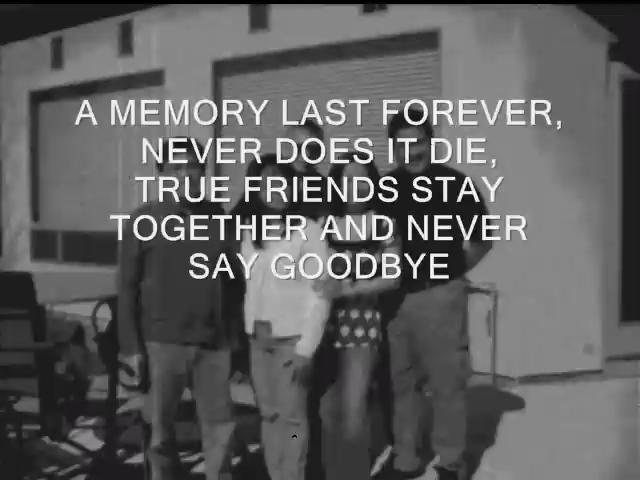 A MEMORY LAST FOREVER,
NEVER DOES IT DIE,
TRUE FRIENDS STAY
TOGETHER AND NEVER
SAY GOODBYE